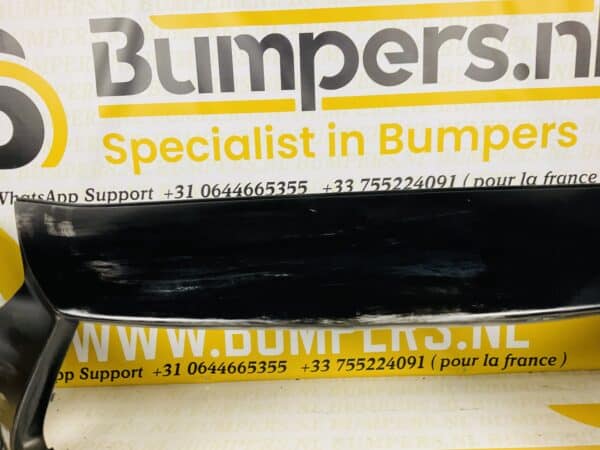 Bumpers.nl
Specialist in Bumpers
WhatsApp Support +31 0644665355 +33 755224091 ( pour la france
WWW.BUMPERS.NL
pp Support +31 0644665355 +33 755224091 ( pour la france )